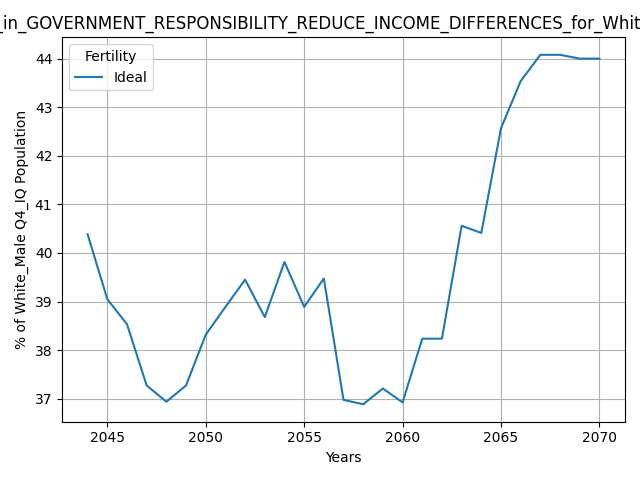 _in_GOVERNMENT_RESPONSIBILITY_REDUCE_INCOME_DIFFERENCES_for_Whit
Fertility
Ideal
44
43
42
41
40
39
38
37
% of White_Male Q4_IQ Population
2045 2050 2055 2060 2065 2070
Years